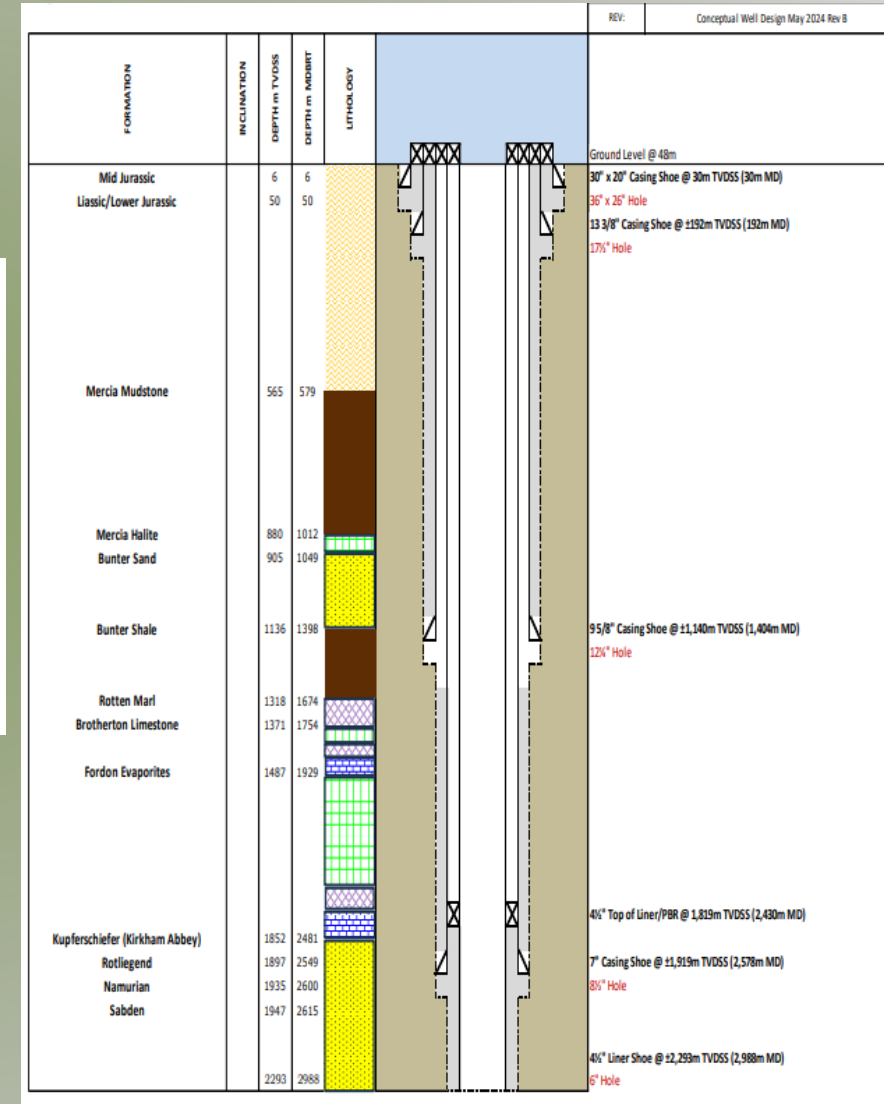 REV: Conceptual Well Design May 2024 Rev B
FORMATION INCLINATION DEPTH m TVDSS DEPTH m MDBRT LITHOLOGY
Ground Level @ 48m
Mid Jurassic 6 6 30" x 20" Casing Shoe @ 30m TVDSS (30m MD)
Liassic/Lower Jurassic 50 50 36" x 26" Hole
13 3/8" Casing Shoe @ ±192m TVDSS (192m MD)
17½" Hole
Mercia Mudstone 565 579
Mercia Halite 880 1012
Bunter Sand 905 1049
Bunter Shale 1136 1398 9 5/8" Casing Shoe @ ±1,140m TVDSS (1,404m MD)
12¼" Hole
Rotten Marl 1318 1674
Brotherton Limestone 1371 1754
Fordon Evaporites 1487 1929
4½" Top of Liner/PBR @ 1,819m TVDSS (2,430m MD)
Kupferschiefer (Kirkham Abbey) 1852 2481
Rotliegend 1897 2549 7" Casing Shoe @ ±1,919m TVDSS (2,578m MD)
Namurian 1935 2600 8½" Hole
Sabden 1947 2615
4½" Liner Shoe @ ±2,293m TVDSS (2,988m MD)
2293 2988 6" Hole